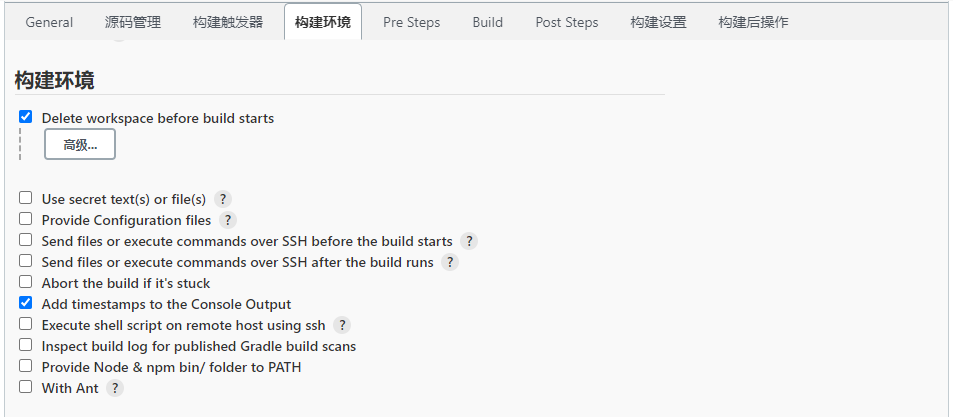 General 源码管理 构建触发器 构建环境 Pre Steps Build Post Steps 构建设置 构建后操作
构建环境
Delete workspace before build starts
高级...
Use secret text(s) or file(s) ?
Provide Configuration files ?
Send files or execute commands over SSH before the build starts ?
Send files or execute commands over SSH after the build runs ?
Abort the build if it's stuck
Add timestamps to the Console Output
Execute shell script on remote host using ssh ?
Inspect build log for published Gradle build scans
Provide Node & npm bin/ folder to PATH
With Ant ?